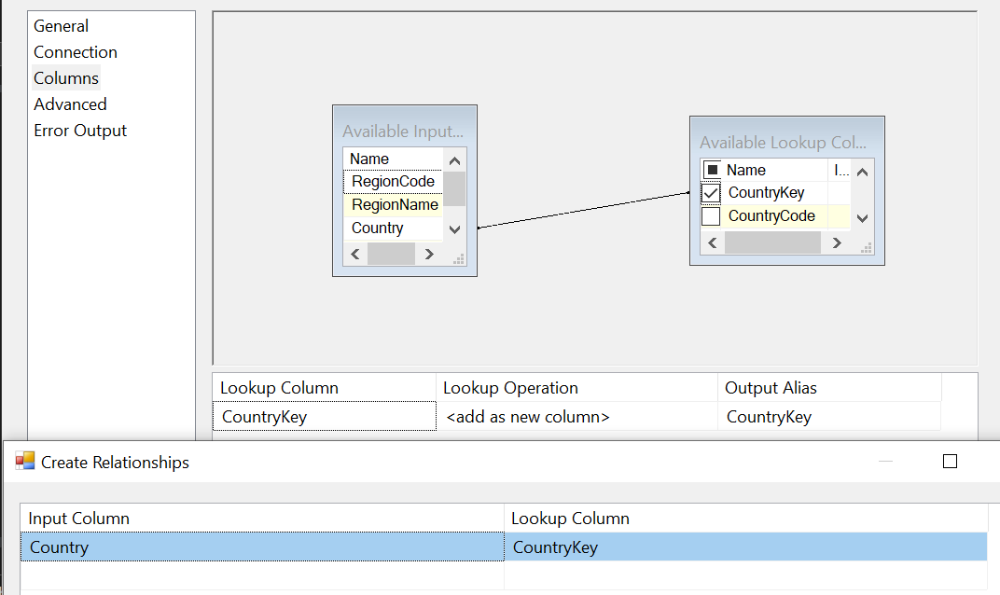 General
Connection
Columns
Advanced
Error Output
Available Input...
Name
RegionCode
RegionName
Country
Available Lookup Col...
Name I...
CountryKey
CountryCode
Lookup Column Lookup Operation Output Alias
CountryKey <add as new column> CountryKey
Create Relationships
Input Column Lookup Column
Country CountryKey